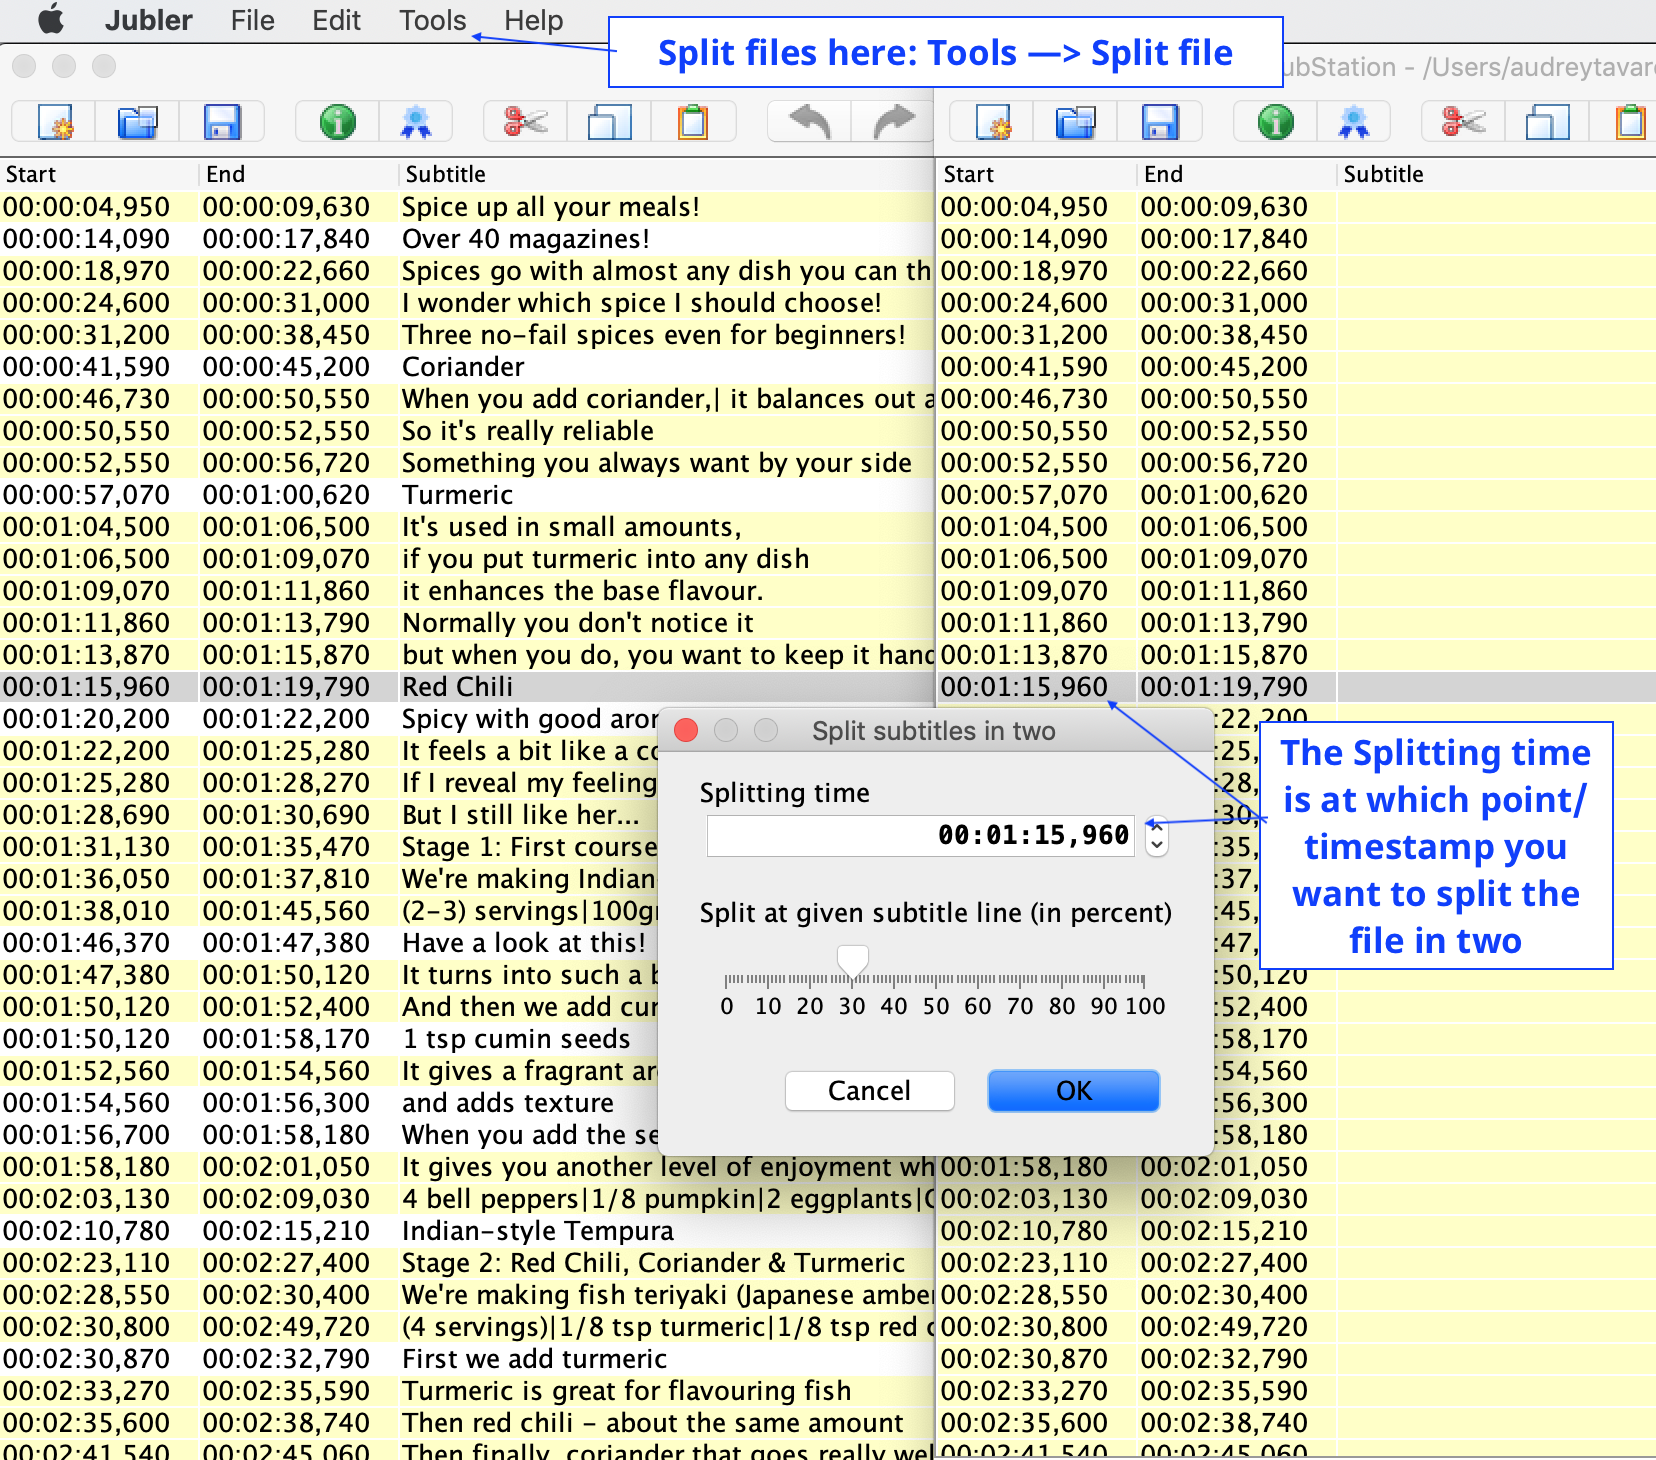 Jubler File Edit Tools Help
Split files here: Tools —> Split file
ubStation - /Users/audreytavar
Start End Subtitle Start End Subtitle
00:00:04,950 00:00:09,630 Spice up all your meals! 00:00:04,950 00:00:09,630
00:00:14,090 00:00:17,840 Over 40 magazines! 00:00:14,090 00:00:17,840
00:00:18,970 00:00:22,660 Spices go with almost any dish you can th 00:00:18,970 00:00:22,660
00:00:24,600 00:00:31,000 I wonder which spice I should choose! 00:00:24,600 00:00:31,000
00:00:31,200 00:00:38,450 Three no-fail spices even for beginners! 00:00:31,200 00:00:38,450
00:00:41,590 00:00:45,200 Coriander 00:00:41,590 00:00:45,200
00:00:46,730 00:00:50,550 When you add coriander,| it balances out a 00:00:46,730 00:00:50,550
00:00:50,550 00:00:52,550 So it's really reliable 00:00:50,550 00:00:52,550
00:00:52,550 00:00:56,720 Something you always want by your side 00:00:52,550 00:00:56,720
00:00:57,070 00:01:00,620 Turmeric 00:00:57,070 00:01:00,620
00:01:04,500 00:01:06,500 It's used in small amounts, 00:01:04,500 00:01:06,500
00:01:06,500 00:01:09,070 if you put turmeric into any dish 00:01:06,500 00:01:09,070
00:01:09,070 00:01:11,860 it enhances the base flavour. 00:01:09,070 00:01:11,860
00:01:11,860 00:01:13,790 Normally you don't notice it 00:01:11,860 00:01:13,790
00:01:13,870 00:01:15,870 but when you do, you want to keep it hand 00:01:13,870 00:01:15,870
00:01:15,960 00:01:19,790 Red Chili 00:01:15,960 00:01:19,790
00:01:20,200 00:01:22,200 Spicy with good aror :22,200
00:01:22,200 00:01:25,280 It feels a bit like a co :25,
00:01:25,280 00:01:28,270 If I reveal my feeling :28,
00:01:28,690 00:01:30,690 But I still like her... :30,
00:01:31,130 00:01:35,470 Stage 1: First course :35,
00:01:36,050 00:01:37,810 We're making Indian :37,
00:01:38,010 00:01:45,560 (2-3) servings|100gr :45,
00:01:46,370 00:01:47,380 Have a look at this! :47,
00:01:47,380 00:01:50,120 It turns into such a b :50,120
00:01:50,120 00:01:52,400 And then we add cur :52,400
00:01:50,120 00:01:58,170 1 tsp cumin seeds :58,170
00:01:52,560 00:01:54,560 It gives a fragrant ar :54,560
00:01:54,560 00:01:56,300 and adds texture :56,300
00:01:56,700 00:01:58,180 When you add the se :58,180
00:01:58,180 00:02:01,050 It gives you another level of enjoyment wh 00:01:58,180 00:02:01,050
00:02:03,130 00:02:09,030 4 bell peppers|1/8 pumpkin|2 eggplants| 00:02:03,130 00:02:09,030
00:02:10,780 00:02:15,210 Indian-style Tempura 00:02:10,780 00:02:15,210
00:02:23,110 00:02:27,400 Stage 2: Red Chili, Coriander & Turmeric 00:02:23,110 00:02:27,400
00:02:28,550 00:02:30,400 We're making fish teriyaki (Japanese ambe 00:02:28,550 00:02:30,400
00:02:30,800 00:02:49,720 (4 servings)|1/8 tsp turmeric|1/8 tsp red c 00:02:30,800 00:02:49,720
00:02:30,870 00:02:32,790 First we add turmeric 00:02:30,870 00:02:32,790
00:02:33,270 00:02:35,590 Turmeric is great for flavouring fish 00:02:33,270 00:02:35,590
00:02:35,600 00:02:38,740 Then red chili - about the same amount 00:02:35,600 00:02:38,740
00:02:41,540 00:02:45,060 Then finally, coriander that goes really wel 00:02:41,540 00:02:45,060
Split subtitles in two
Splitting time
00:01:15,960
Split at given subtitle line (in percent)
0 10 20 30 40 50 60 70 80 90 100
Cancel OK
The Splitting time
is at which point/
timestamp you
want to split the
file in two